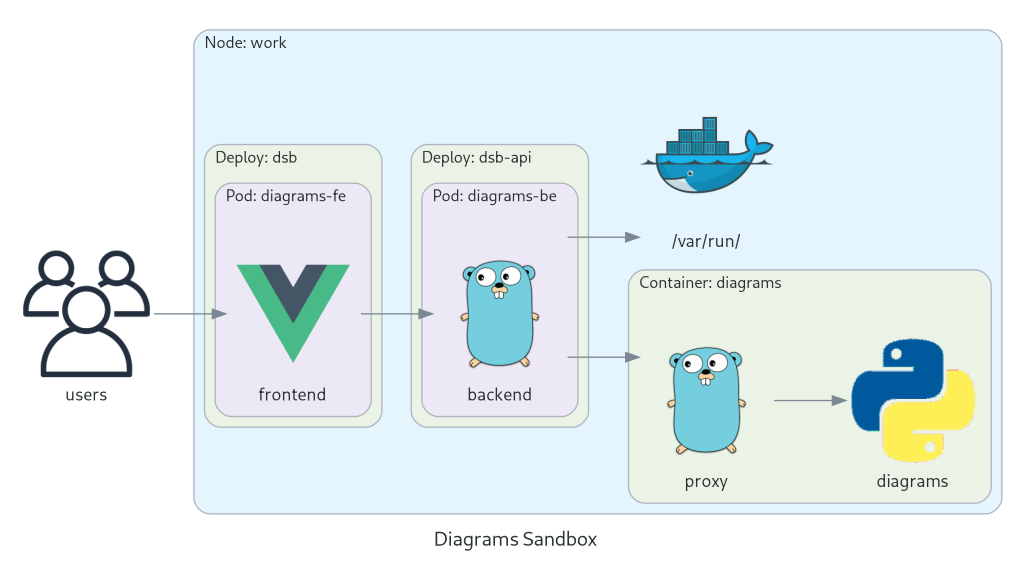 Node: work
Deploy: dsb
Pod: diagrams-fe
frontend
Deploy: dsb-api
Pod: diagrams-be
backend
/var/run/
Container: diagrams
proxy
diagrams
users
Diagrams Sandbox